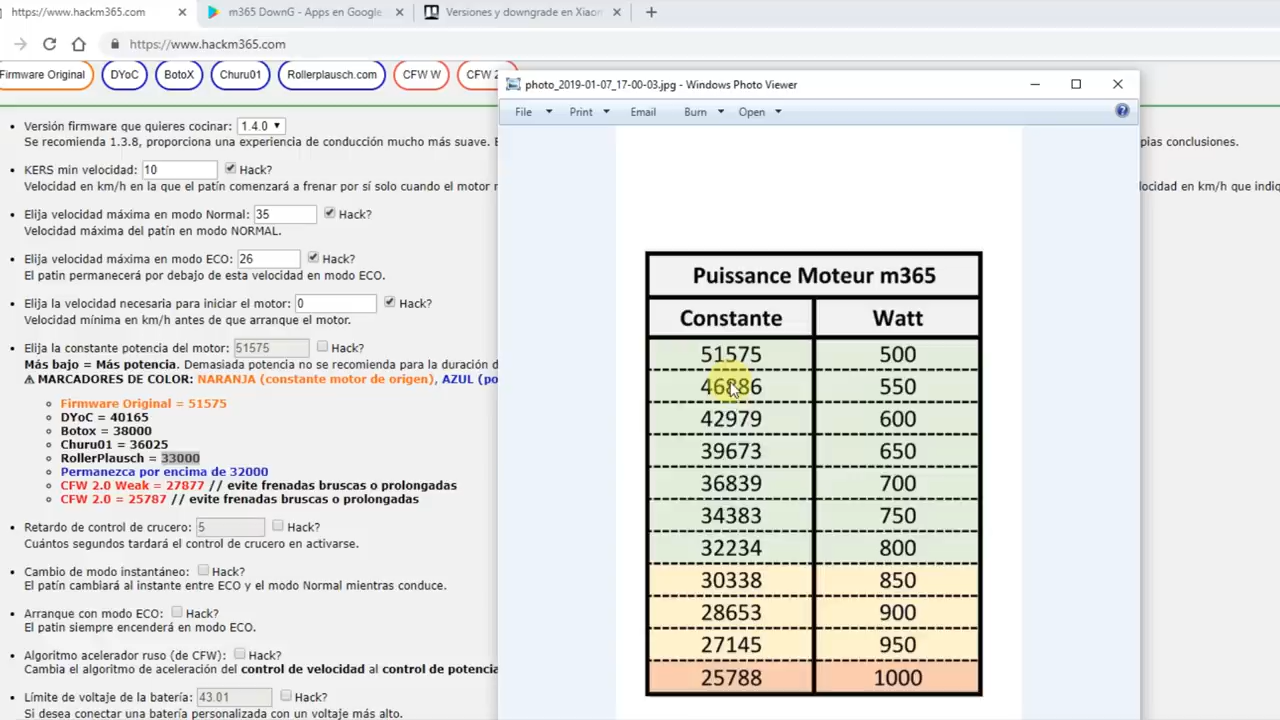 https://www.hackm365.com
m365 DownG - Apps en Google
Versiones y downgrade en Xiaon
https://www.hackm365.com
Firmware Original
DYoC
BotoX
Churu01
Rollerplausch.com
CFW W
CFW 2
photo_2019-01-07_17-00-03.jpg - Windows Photo Viewer
File
Print
Email
Burn
Open
Versión firmware que quieres cocinar: 1.4.0
Se recomienda 1.3.8, proporciona una experiencia de conducción mucho más suave. E
pias conclusiones.
KERS min velocidad: 10 Hack?
Velocidad en km/h en la que el patín comenzará a frenar por sí solo cuando el motor n
locidad en km/h que indiq
Elija velocidad máxima en modo Normal: 35 Hack?
Velocidad máxima del patín en modo NORMAL.
Elija velocidad máxima en modo ECO: 26 Hack?
El patin permanecerá por debajo de esta velocidad en modo ECO.
Elija la velocidad necesaria para iniciar el motor: 0 Hack?
Velocidad mínima en km/h antes de que arranque el motor.
Elija la constante potencia del motor: 51575 Hack?
Más bajo = Más potencia. Demasiada potencia no se recomienda para la duración d
⚠ MARCADORES DE COLOR: NARANJA (constante motor de origen), AZUL (po
Firmware Original = 51575
DYoC = 40165
Botox = 38000
Churu01 = 36025
RollerPlausch = 33000
Permanezca por encima de 32000
CFW 2.0 Weak = 27877 // evite frenadas bruscas o prolongadas
CFW 2.0 = 25787 // evite frenadas bruscas o prolongadas
Retardo de control de crucero: 5 Hack?
Cuántos segundos tardará el control de crucero en activarse.
Cambio de modo instantáneo: Hack?
El patín cambiará al instante entre ECO y el modo Normal mientras conduce.
Arranque con modo ECO: Hack?
El patin siempre encenderá en modo ECO.
Algoritmo acelerador ruso (de CFW): Hack?
Cambia el algoritmo de aceleración del control de velocidad al control de potencia
Límite de voltaje de la batería: 43.01 Hack?
Si desea conectar una batería personalizada con un voltaje más alto.
Puissance Moteur m365
Constante Watt
51575 500
46886 550
42979 600
39673 650
36839 700
34383 750
32234 800
30338 850
28653 900
27145 950
25788 1000